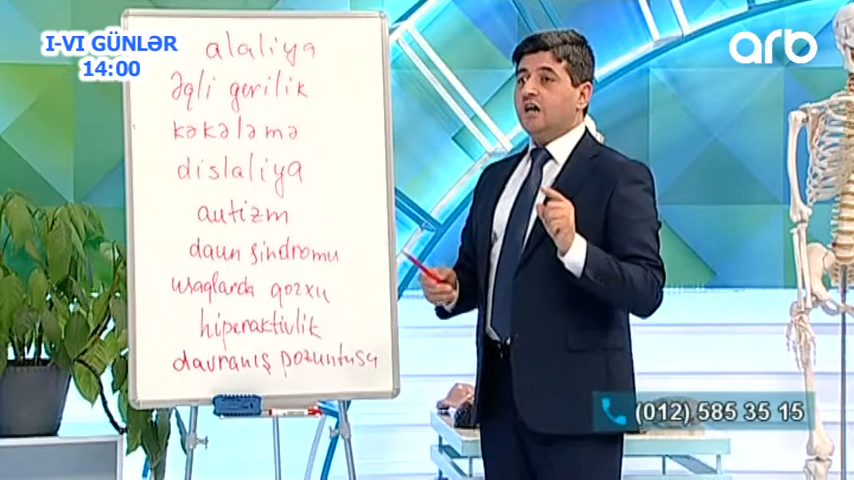 I-VI GÜNLƏR
14:00
arb
alaliya
Əqli gerilik
kəkələmə
dislaliya
autizm
daun şindromu
uşaqlarda qorxu
hiperaktivlik
davranış pozuntusu
(012) 585 35 15